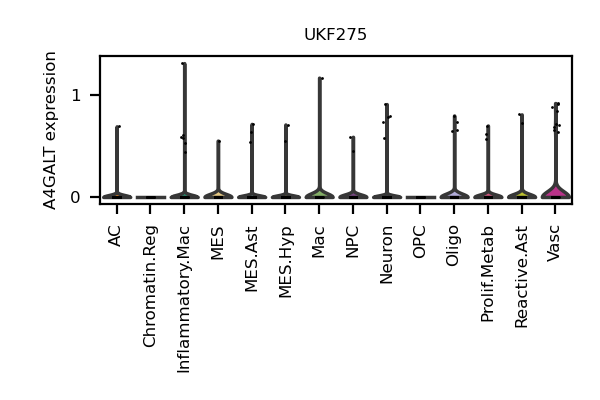 UKF275
A4GALT expression
1
0
AC
Chromatin.Reg
Inflammatory.Mac
MES
MES.Ast
MES.Hyp
Mac
NPC
Neuron
OPC
Oligo
Prolif.Metab
Reactive.Ast
Vasc